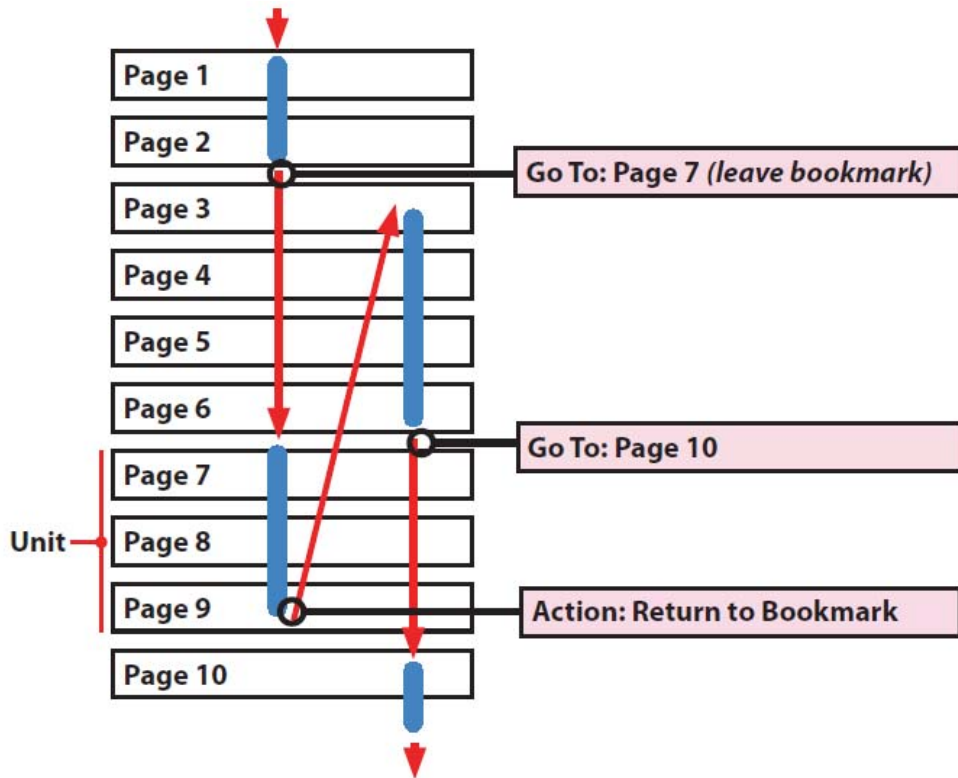 Page 1
Page 2
Go To: Page 7 (leave bookmark)
Page 3
Page 4
Page 5
Page 6
Go To: Page 10
Page 7
Unit
Page 8
Page 9
Action: Return to Bookmark
Page 10